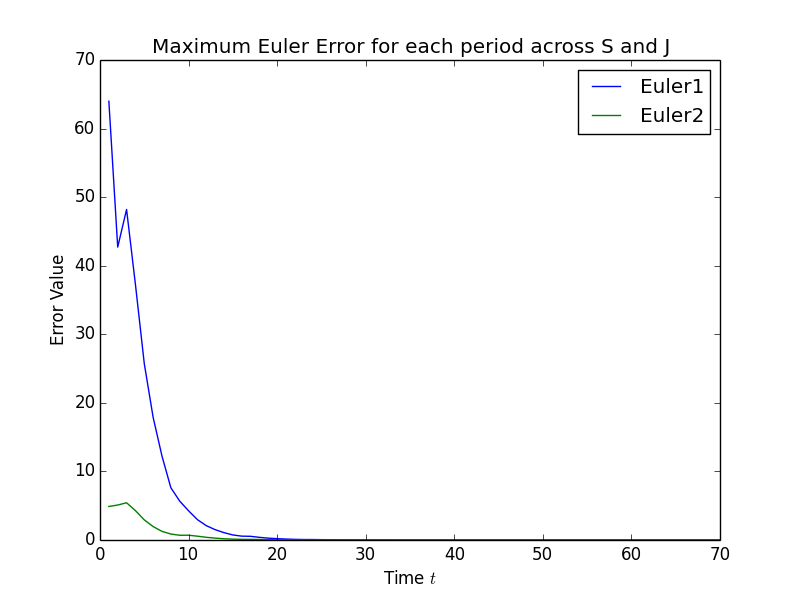 Maximum Euler Error for each period across S and J
Euler1
Euler2
70
60
50
40
30
20
10
0
Error Value
0 10 20 30 40 50 60 70
Time t